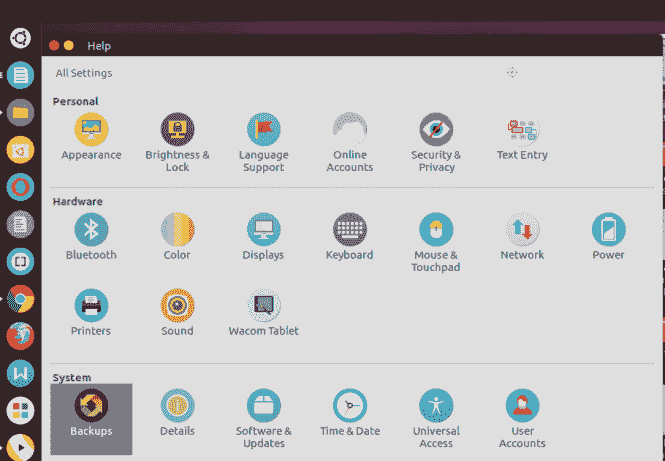 Help
All Settings
Personal
Appearance
Brightness &
Lock
Language
Support
Online
Accounts
Security &
Privacy
Text Entry
Hardware
Bluetooth
Color
Displays
Keyboard
Mouse &
Touchpad
Network
Power
Printers
Sound
Wacom Tablet
System
Backups
Details
Software &
Updates
Time & Date
Universal
Access
User
Accounts